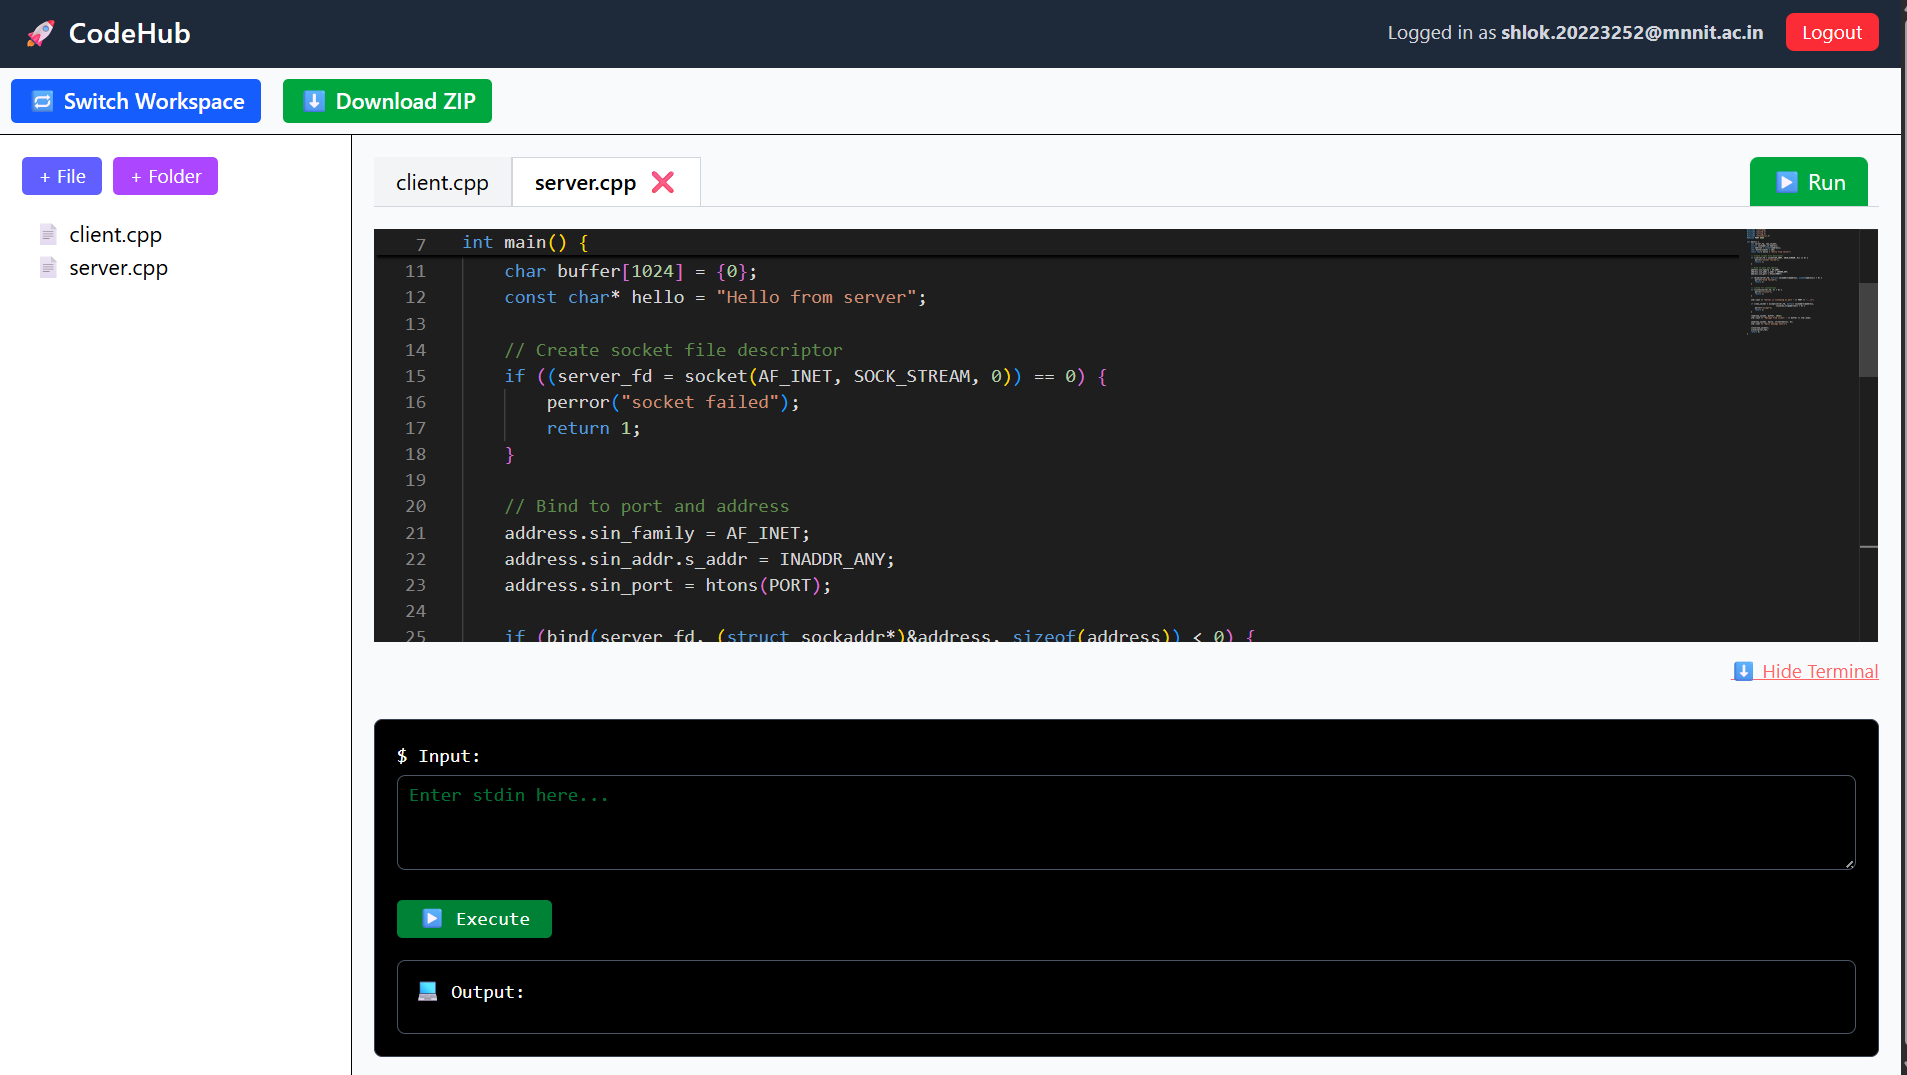 CodeHub
Logged in as shlok.20223252@mnnit.ac.in
Logout
Switch Workspace
Download ZIP
+ File
+ Folder
client.cpp
server.cpp
client.cpp
server.cpp
Run
7 int main() {
11 char buffer[1024] = {0};
12 const char* hello = "Hello from server";
13
14 // Create socket file descriptor
15 if ((server_fd = socket(AF_INET, SOCK_STREAM, 0)) == 0) {
16 perror("socket failed");
17 return 1;
18 }
19
20 // Bind to port and address
21 address.sin_family = AF_INET;
22 address.sin_addr.s_addr = INADDR_ANY;
23 address.sin_port = htons(PORT);
24
25 if (bind(server_fd, (struct sockaddr*)&address, sizeof(address)) < 0) {
Hide Terminal
$ Input:
Enter stdin here...
Execute
Output: